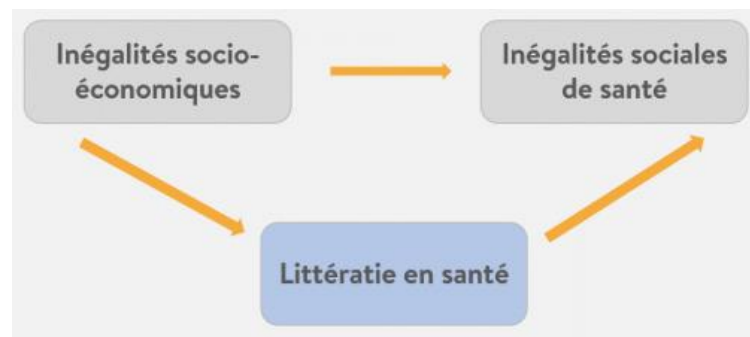 Inégalités socio-
économiques
Inégalités sociales
de santé
Littératie en santé